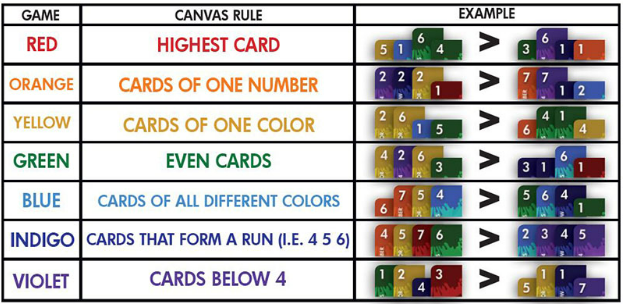 GAME CANVAS RULE EXAMPLE
RED HIGHEST CARD 5 1 6 4 > 3 6 1 1
ORANGE CARDS OF ONE NUMBER 2 2 2 1 > 7 7 1 2
YELLOW CARDS OF ONE COLOR 2 6 1 5 > 6 4 1 4
GREEN EVEN CARDS 4 2 6 3 > 3 1 6 1
BLUE CARDS OF ALL DIFFERENT COLORS 6 7 5 4 > 5 6 4 1
INDIGO CARDS THAT FORM A RUN (I.E. 4 5 6) 4 5 7 6 > 2 3 4 5
VIOLET CARDS BELOW 4 1 2 4 3 > 5 1 1 7